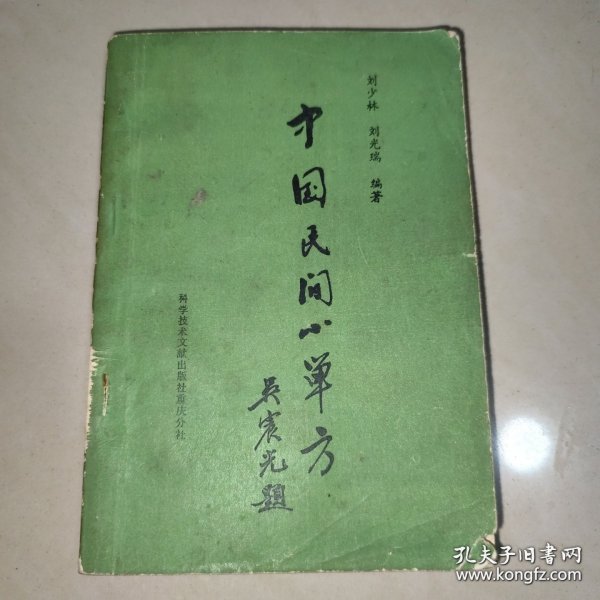 刘少林 刘光瑞 编著
中国民间小单方
吴震光题
科学技术文献出版社重庆分社
孔夫子旧书网
www.kongfz.com